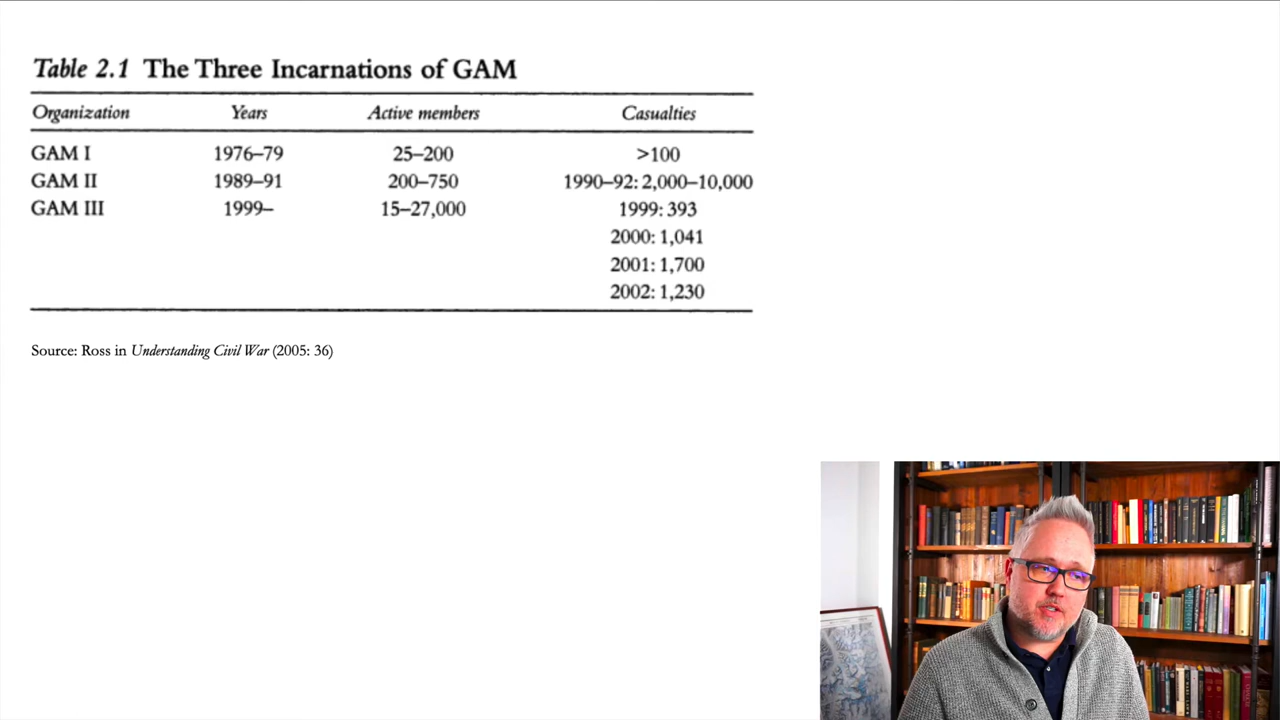 Table 2.1 The Three Incarnations of GAM
Organization Years Active members Casualties
GAM I 1976–79 25–200 >100
GAM II 1989–91 200–750 1990–92: 2,000–10,000
GAM III 1999– 15–27,000 1999: 393
2000: 1,041
2001: 1,700
2002: 1,230
Source: Ross in Understanding Civil War (2005: 36)